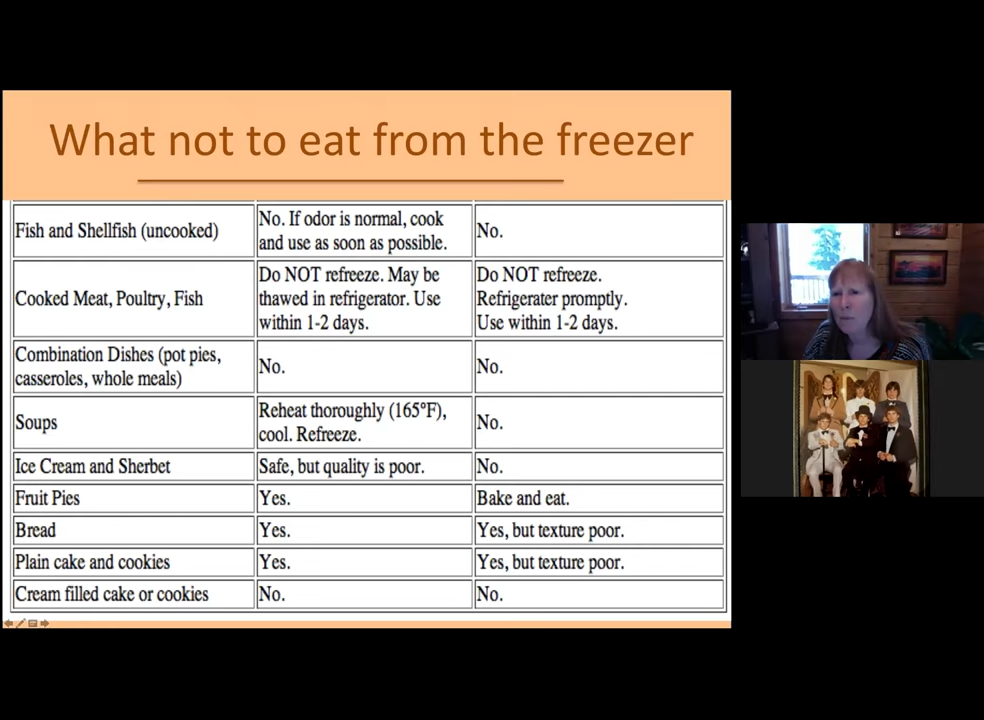 What not to eat from the freezer
Fish and Shellfish (uncooked)
No. If odor is normal, cook
and use as soon as possible.
No.
Cooked Meat, Poultry, Fish
Do NOT refreeze. May be
thawed in refrigerator. Use
within 1-2 days.
Do NOT refreeze.
Refrigerater promptly.
Use within 1-2 days.
Combination Dishes (pot pies,
casseroles, whole meals)
No.
No.
Soups
Reheat thoroughly (165°F),
cool. Refreeze.
No.
Ice Cream and Sherbet
Safe, but quality is poor.
No.
Fruit Pies
Yes.
Bake and eat.
Bread
Yes.
Yes, but texture poor.
Plain cake and cookies
Yes.
Yes, but texture poor.
Cream filled cake or cookies
No.
No.